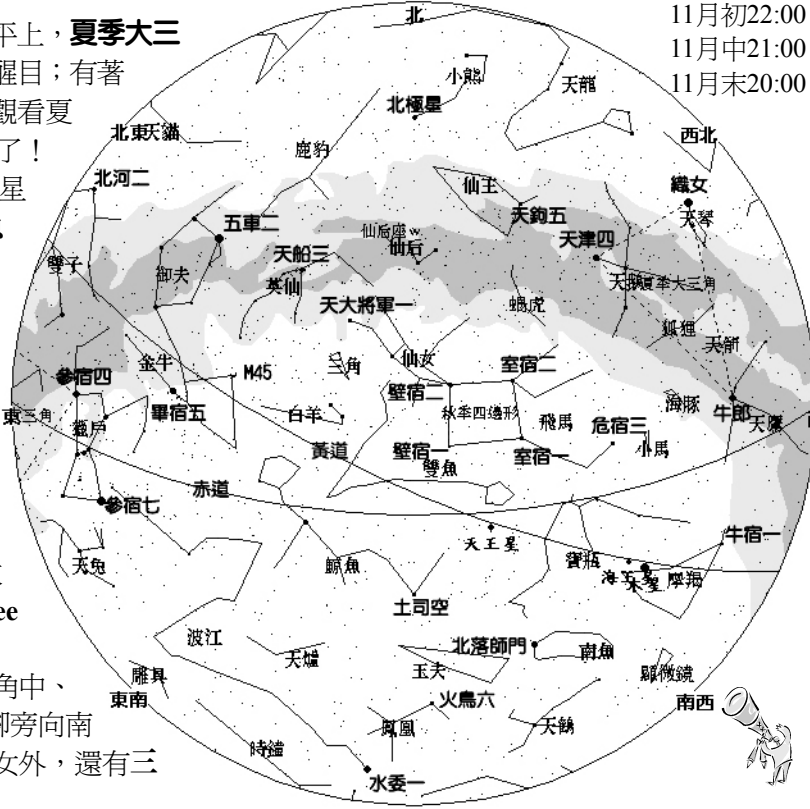 北
11月初22:00
11月中21:00
11月末20:00
平上，夏季大三
醒目；有著
觀看夏
了！
星
小熊
天龍
北極星
北東
天貓
西北
鹿豹
北河二
仙王
織女
五車二
天鉤五
天琴
仙后座w
仙后
天津四
天船三
雙子
御夫
英仙
天鵝
夏季大三角
天大將軍一
蝎虎
狐狸
天箭
三角
仙女
室宿二
金牛
M45
參宿四
壁宿二
海豚
畢宿五
白羊
秋季四邊形
飛馬
危宿三
牛郎
天鷹
東
三角
獵戶
黃道
壁宿一
雙魚
室宿一
小馬
赤道
參宿七
天王星
牛宿一
天兔
鯨魚
寶瓶
海王星
木星
摩羯
ee
土司空
波江
北落師門
天爐
玉夫
南魚
顯微鏡
雕具
角中、
東南
火鳥六
南西
腳旁向南
鳳凰
天鶴
時鐘
女外，還有三
水委一